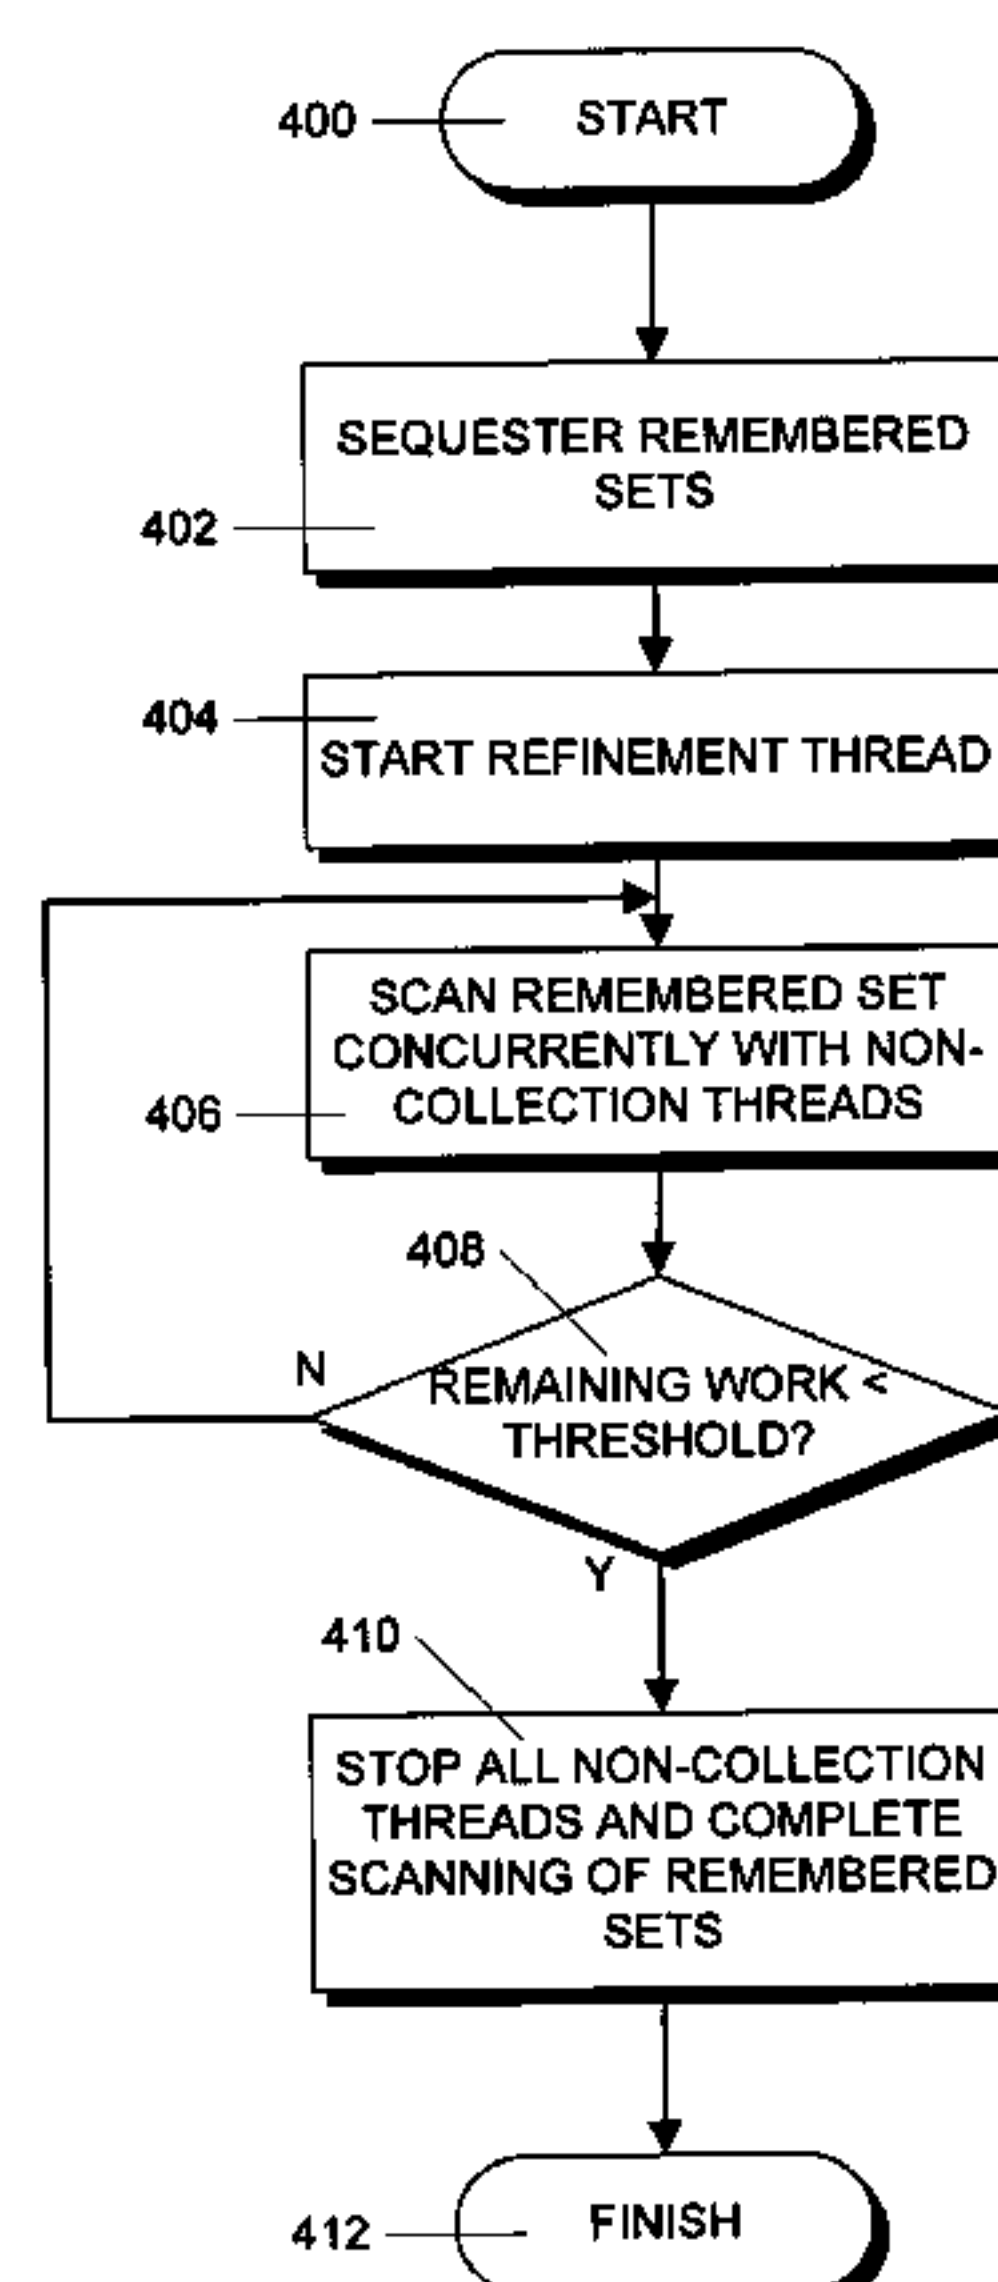 400
START
SEQUESTER REMEMBERED
SETS
402
404
START REFINEMENT THREAD
SCAN REMEMBERED SET
CONCURRENTLY WITH NON-
COLLECTION THREADS
406
408
N
REMAINING WORK <
THRESHOLD?
Y
410
STOP ALL NON-COLLECTION
THREADS AND COMPLETE
SCANNING OF REMEMBERED
SETS
412
FINISH